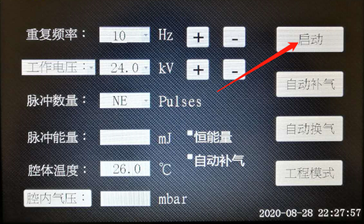 重复频率： 10 Hz + - 启动
工作电压： 24.0 kV + -
自动补气
脉冲数量： NE Pulses
自动换气
脉冲能量： mJ ■恒能量
■自动补气
腔体温度： 26.0 ℃
工程模式
腔内气压： mbar
2020-08-28 22:27:57